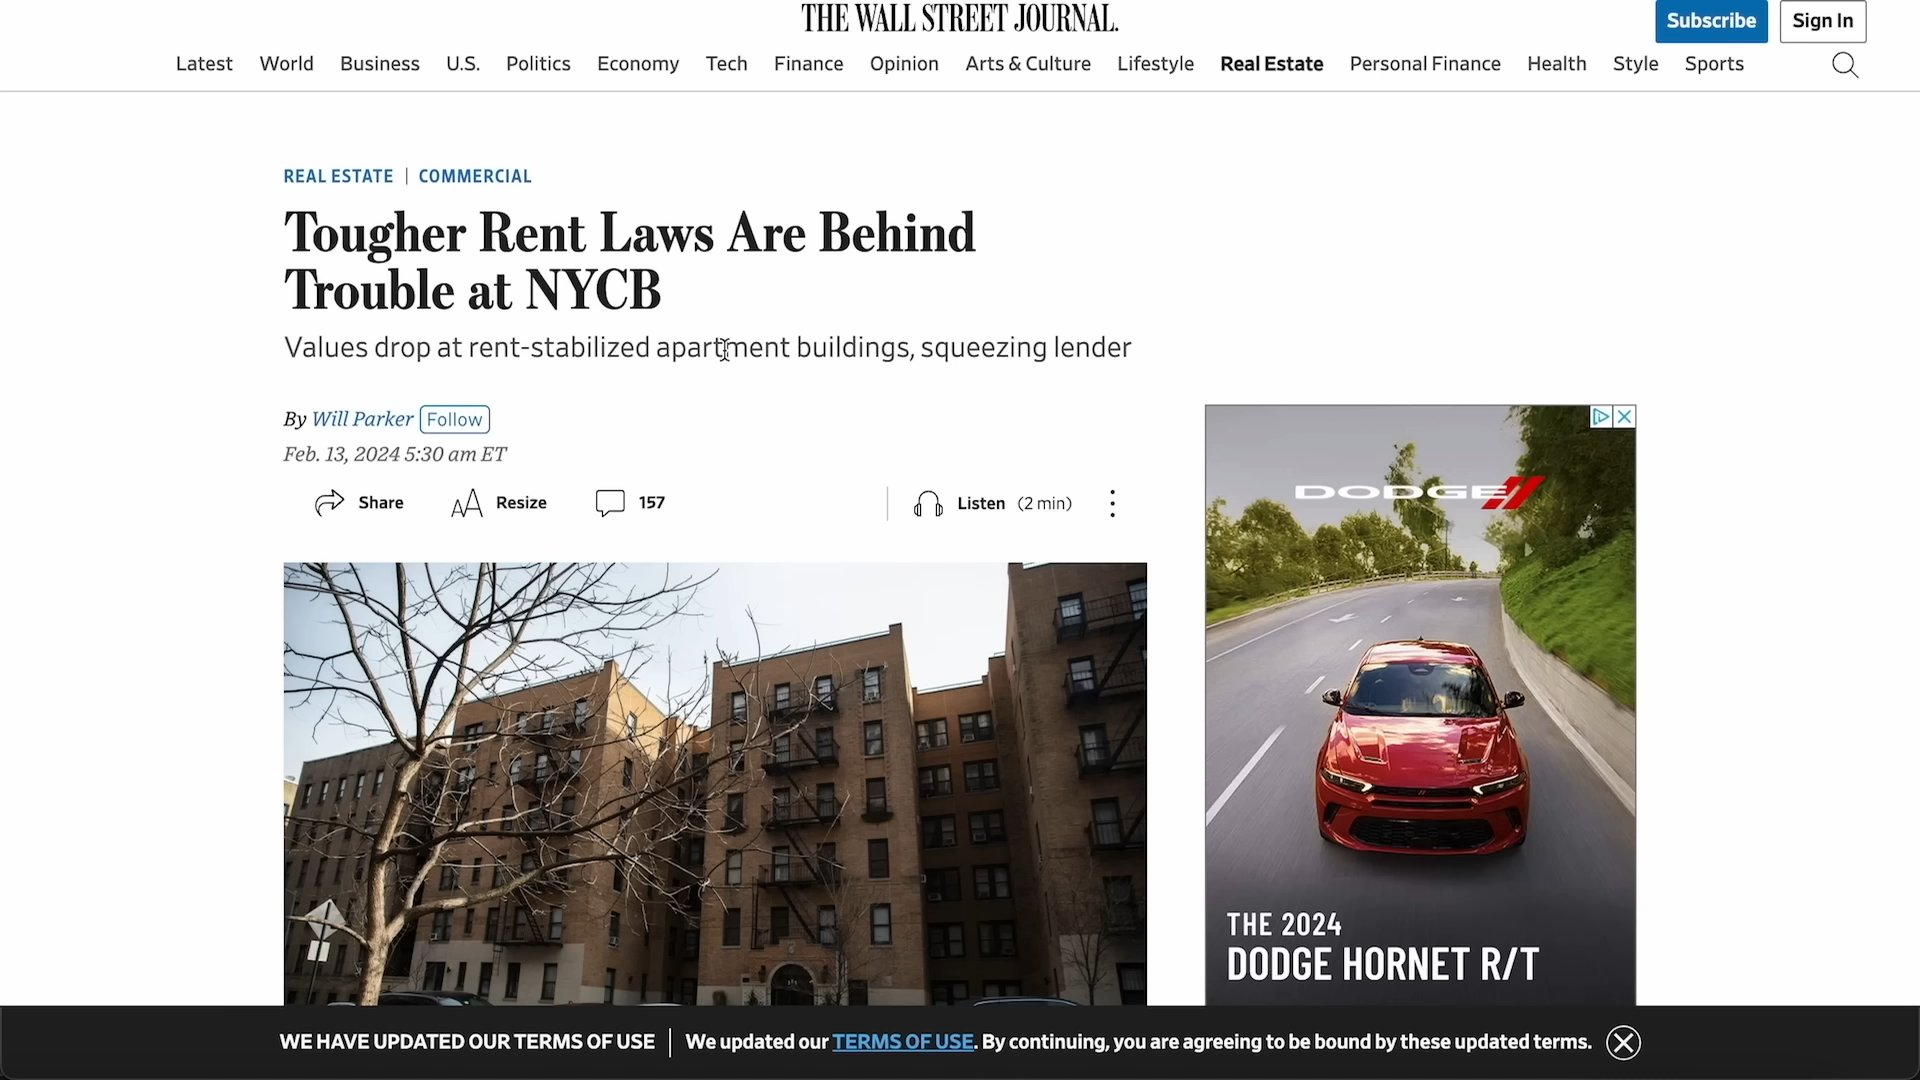 THE WALL STREET JOURNAL.
Subscribe
Sign In
Latest World Business U.S. Politics Economy Tech Finance Opinion Arts & Culture Lifestyle Real Estate Personal Finance Health Style Sports
REAL ESTATE | COMMERCIAL
Tougher Rent Laws Are Behind
Trouble at NYCB
Values drop at rent-stabilized apartment buildings, squeezing lender
By Will Parker Follow
Feb. 13, 2024 5:30 am ET
Share AA Resize 157 Listen (2 min)
DODGE
THE 2024
DODGE HORNET R/T
WE HAVE UPDATED OUR TERMS OF USE | We updated our TERMS OF USE. By continuing, you are agreeing to be bound by these updated terms.